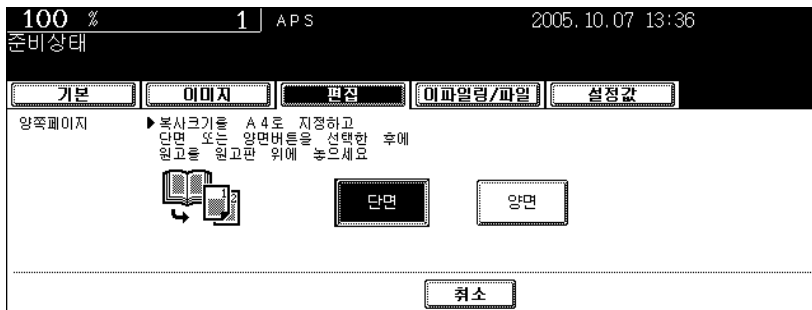 100 % 1 APS 2005.10.07 13:36
준비상태
기본 이미지 편집 이파일링/파일 설정값
양쪽페이지 ▶복사크기를 A4로 지정하고
단면 또는 양면버튼을 선택한 후에
원고를 원고판 위에 놓으세요
1 2
단면 양면
취소